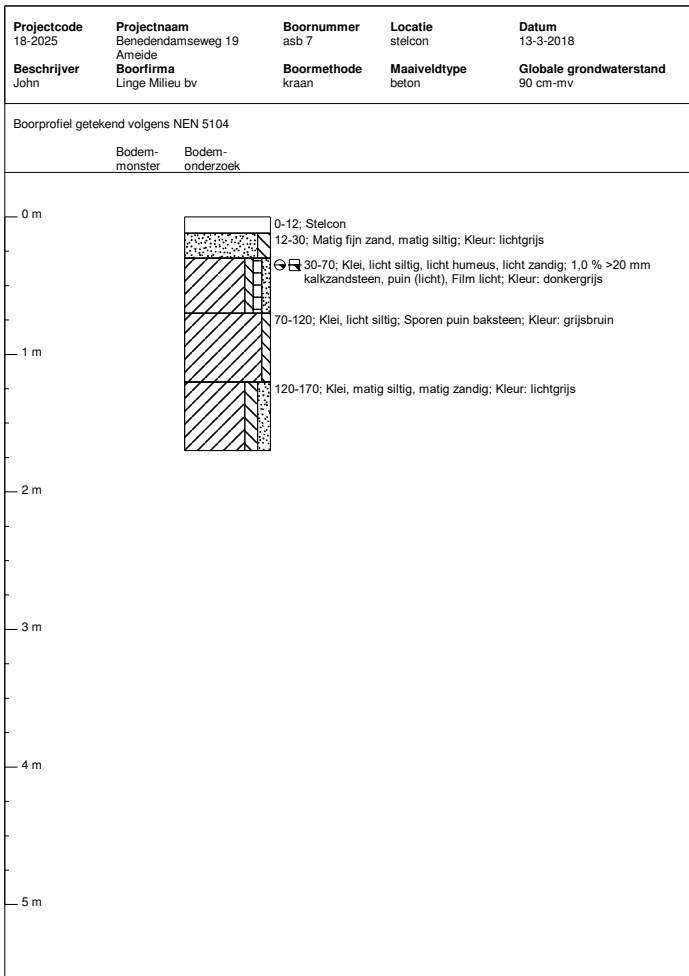 Projectcode Projectnaam Boornummer Locatie Datum
18-2025 Benedendamseweg 19 asb 7 stelcon 13-3-2018
Ameide
Beschrijver Boorfirma Boormethode Maaiveldtype Globale grondwaterstand
John Linge Milieu bv kraan beton 90 cm-mv
Boorprofiel getekend volgens NEN 5104
Bodem- Bodem-
monster onderzoek
0 m
0-12; Stelcon
12-30; Matig fijn zand, matig siltig; Kleur: lichtgrijs
30-70; Klei, licht siltig, licht humeus, licht zandig; 1,0 % >20 mm
kalkzandsteen, puin (licht), Film licht; Kleur: donkergrijs
70-120; Klei, licht siltig; Sporen puin baksteen; Kleur: grijsbruin
1 m
120-170; Klei, matig siltig, matig zandig; Kleur: lichtgrijs
2 m
3 m
4 m
5 m